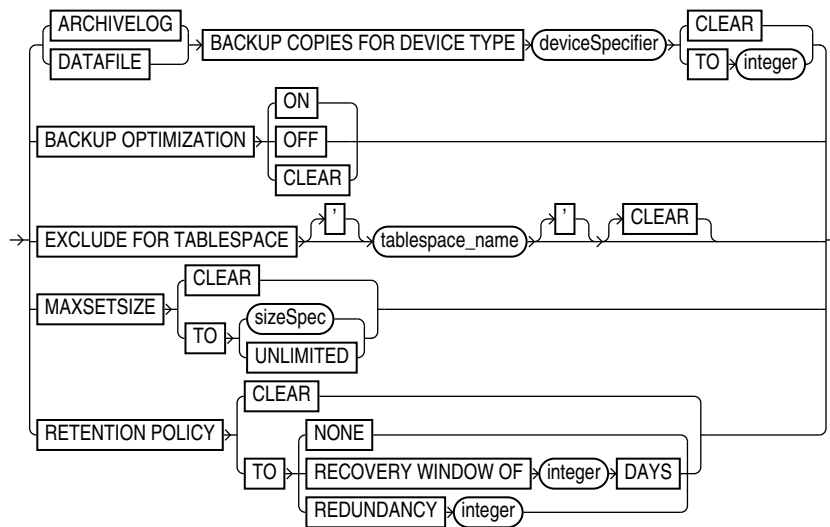 ARCHIVELOG
DATAFILE
BACKUP COPIES FOR DEVICE TYPE
deviceSpecifier
CLEAR
TO integer
BACKUP OPTIMIZATION
ON
OFF
CLEAR
EXCLUDE FOR TABLESPACE ' tablespace_name ' CLEAR
MAXSETSIZE
CLEAR
TO
sizeSpec
UNLIMITED
RETENTION POLICY
CLEAR
TO
NONE
RECOVERY WINDOW OF integer DAYS
REDUNDANCY integer